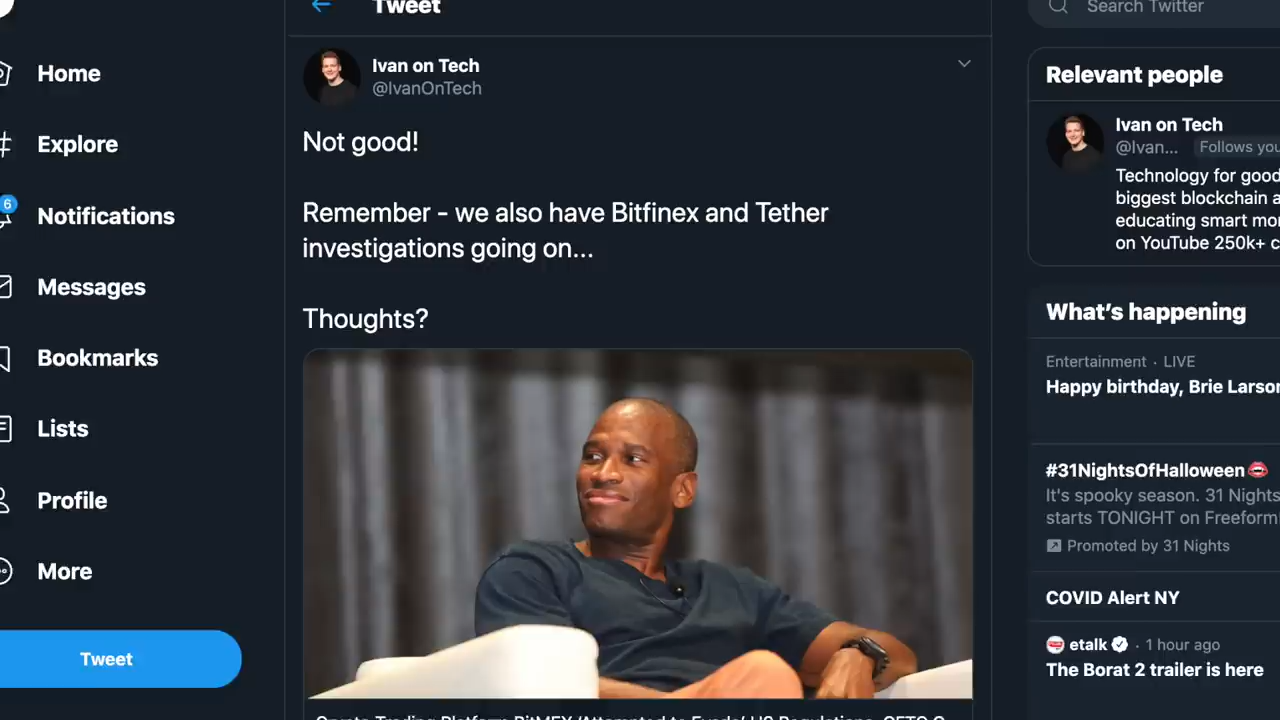 Tweet
Search Twitter
Home
Explore
6
Notifications
Messages
Bookmarks
Lists
Profile
More
Tweet
Ivan on Tech
@IvanOnTech
Not good!
Remember - we also have Bitfinex and Tether
investigations going on...
Thoughts?
Relevant people
Ivan on Tech
@Ivan... Follows you
Technology for good
biggest blockchain a
educating smart mo
on YouTube 250k+ c
What's happening
Entertainment · LIVE
Happy birthday, Brie Larson
#31NightsOfHalloween
It's spooky season. 31 Nights
starts TONIGHT on Freeform
Promoted by 31 Nights
COVID Alert NY
etalk · 1 hour ago
The Borat 2 trailer is here